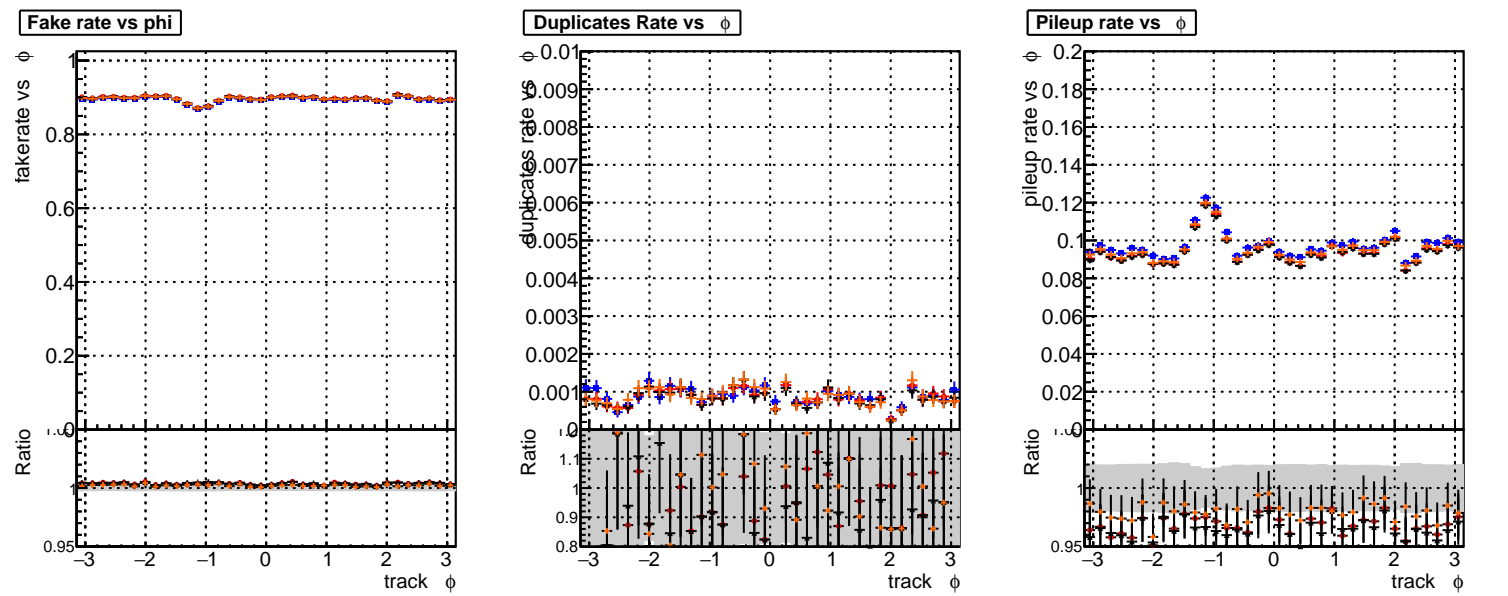 Fake rate vs phi
fakerate vs ϕ
1
0.8
0.6
0.4
0.2
0
Ratio
1
0.95
−3 −2 −1 0 1 2 3
track ϕ
Duplicates Rate vs ϕ
duplicates rate vs ϕ
0.01
0.009
0.008
0.007
0.006
0.005
0.004
0.003
0.002
0.001
0
Ratio
1.1
1
0.9
0.8
−3 −2 −1 0 1 2 3
track ϕ
Pileup rate vs ϕ
pileup rate vs ϕ
0.2
0.18
0.16
0.14
0.12
0.1
0.08
0.06
0.04
0.02
0
Ratio
1
0.95
−3 −2 −1 0 1 2 3
track ϕ